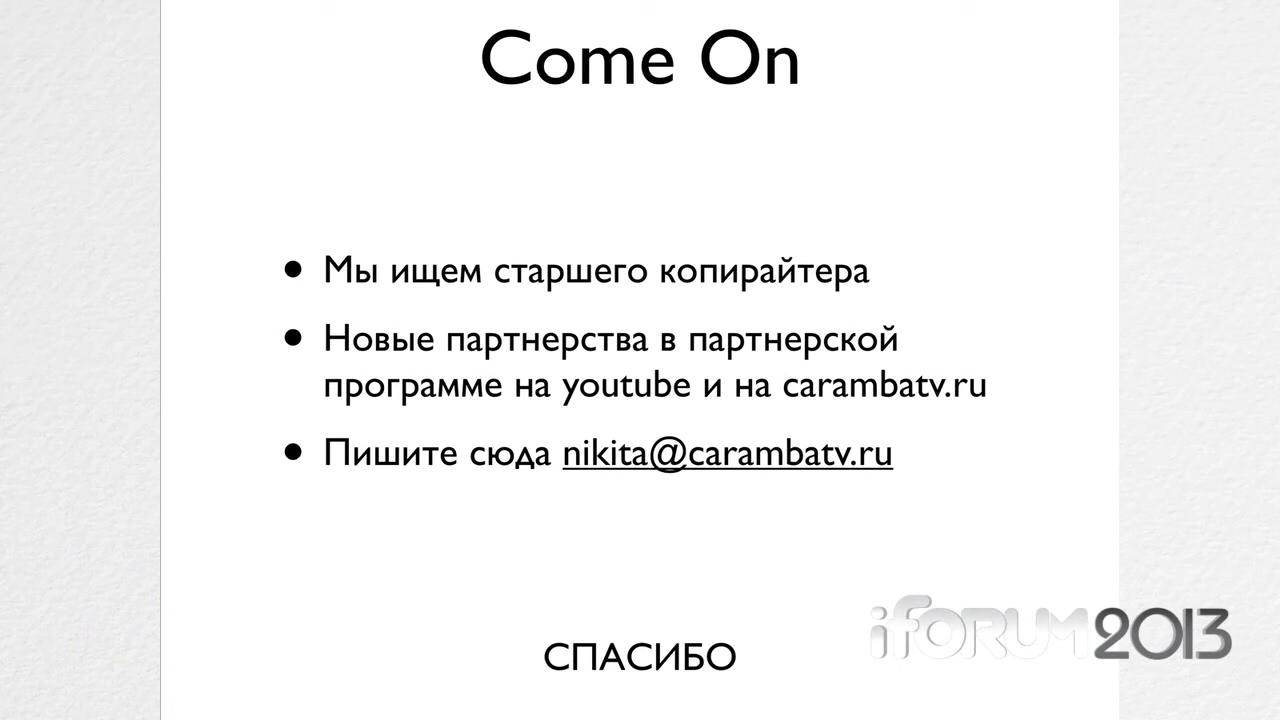 Come On
• Мы ищем старшего копирайтера
• Новые партнерства в партнерской
программе на youtube и на carambatv.ru
• Пишите сюда nikita@carambatv.ru
СПАСИБО
iFORUM2013